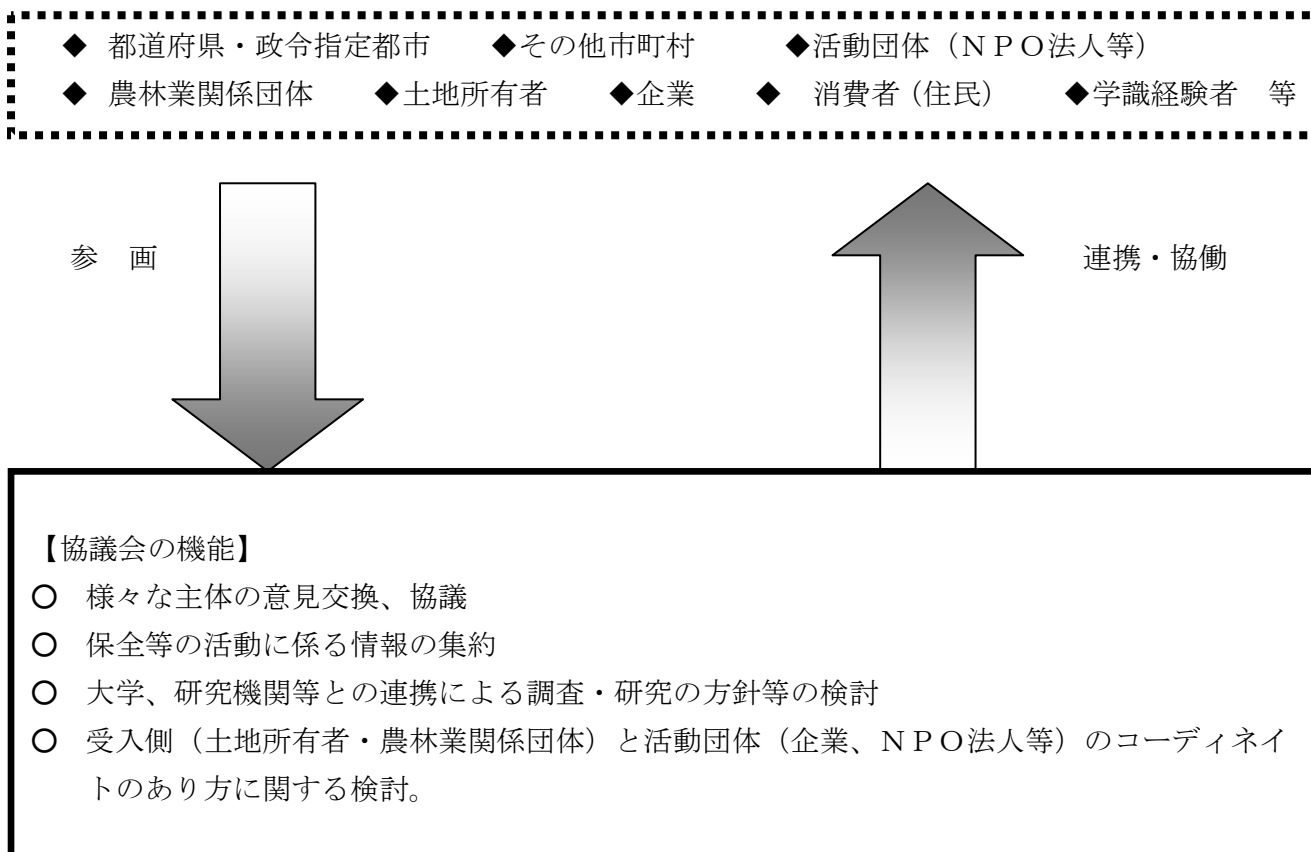 ◆ 都道府県・政令指定都市 ◆その他市町村 ◆活動団体（ＮＰＯ法人等）
◆ 農林業関係団体 ◆土地所有者 ◆企業 ◆ 消費者（住民） ◆学識経験者 等
参 画
連携・協働
【協議会の機能】
○ 様々な主体の意見交換、協議
○ 保全等の活動に係る情報の集約
○ 大学、研究機関等との連携による調査・研究の方針等の検討
○ 受入側（土地所有者・農林業関係団体）と活動団体（企業、ＮＰＯ法人等）のコーディネイ
トのあり方に関する検討。